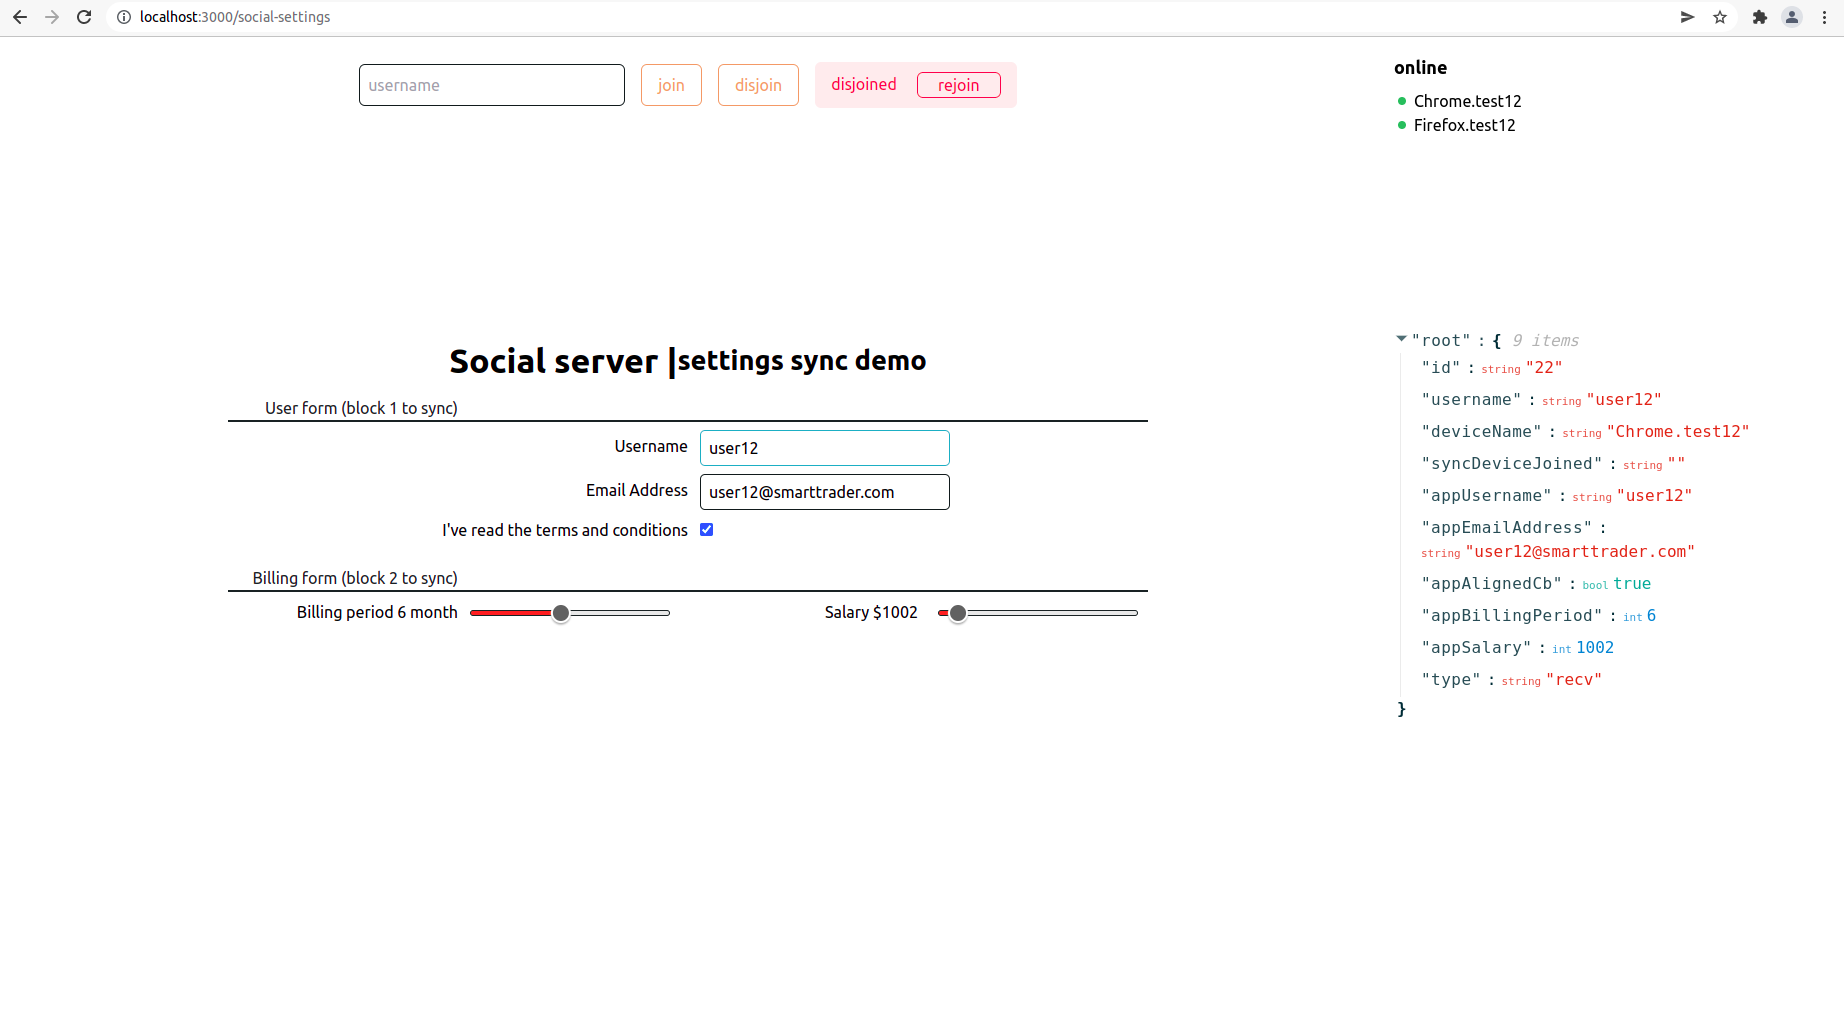 localhost:3000/social-settings
username
join
disjoin
disjoined
rejoin
online
Chrome.test12
Firefox.test12
Social server |settings sync demo
User form (block 1 to sync)
Username
user12
Email Address
user12@smarttrader.com
I've read the terms and conditions
Billing form (block 2 to sync)
Billing period 6 month
Salary $1002
"root" : { 9 items
"id" : string "22"
"username" : string "user12"
"deviceName" : string "Chrome.test12"
"syncDeviceJoined" : string ""
"appUsername" : string "user12"
"appEmailAddress" :
string "user12@smarttrader.com"
"appAlignedCb" : bool true
"appBillingPeriod" : int 6
"appSalary" : int 1002
"type" : string "recv"
}